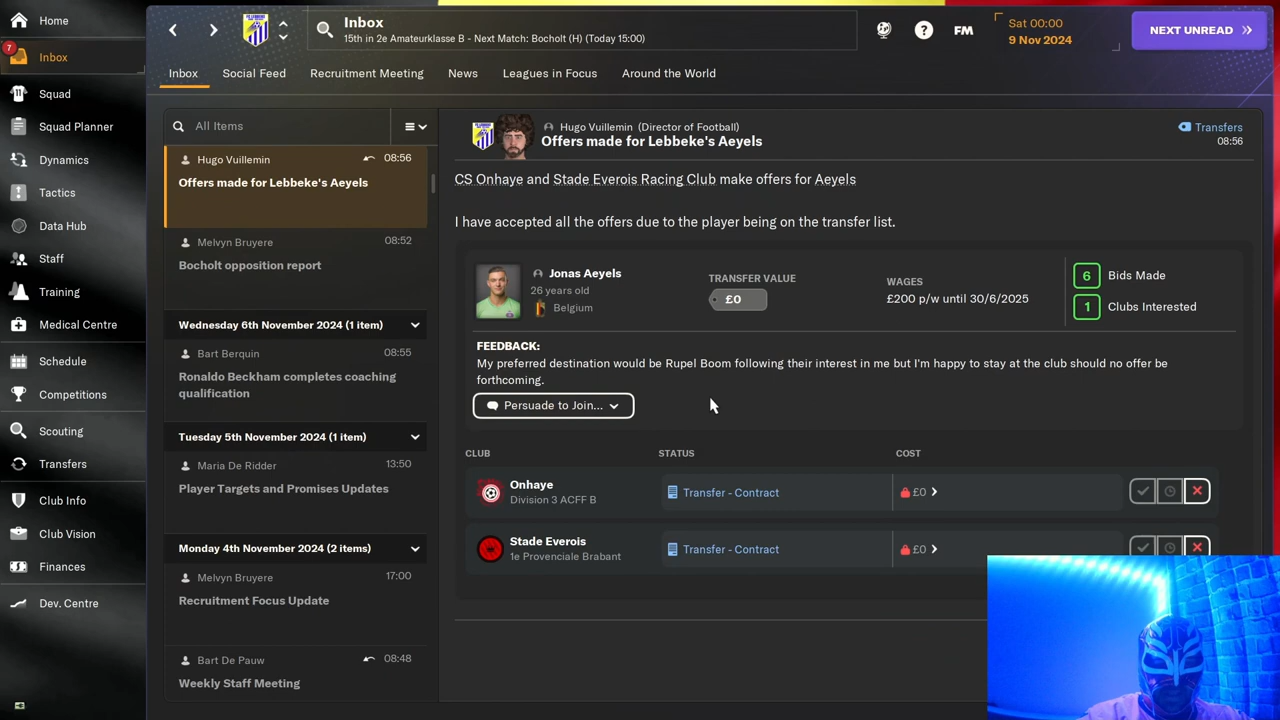 Home
7
Inbox
Squad
Squad Planner
Dynamics
Tactics
Data Hub
Staff
Training
Medical Centre
Schedule
Competitions
Scouting
Transfers
Club Info
Club Vision
Finances
Dev. Centre
Inbox
15th in 2e Amateurklasse B - Next Match: Bocholt (H) (Today 15:00)
?
FM
Sat 00:00
9 Nov 2024
NEXT UNREAD
Inbox
Social Feed
Recruitment Meeting
News
Leagues in Focus
Around the World
All Items
Hugo Vuillemin 08:56
Offers made for Lebbeke's Aeyels
Melvyn Bruyere 08:52
Bocholt opposition report
Wednesday 6th November 2024 (1 item)
Bart Berquin 08:55
Ronaldo Beckham completes coaching
qualification
Tuesday 5th November 2024 (1 item)
Maria De Ridder 13:50
Player Targets and Promises Updates
Monday 4th November 2024 (2 items)
Melvyn Bruyere 17:00
Recruitment Focus Update
Bart De Pauw 08:48
Weekly Staff Meeting
Hugo Vuillemin (Director of Football)
Offers made for Lebbeke's Aeyels
Transfers
08:56
CS Onhaye and Stade Everois Racing Club make offers for Aeyels
I have accepted all the offers due to the player being on the transfer list.
Jonas Aeyels
26 years old
Belgium
TRANSFER VALUE
£0
WAGES
£200 p/w until 30/6/2025
6 Bids Made
1 Clubs Interested
FEEDBACK:
My preferred destination would be Rupel Boom following their interest in me but I'm happy to stay at the club should no offer be
forthcoming.
Persuade to Join...
CLUB STATUS COST
Onhaye
Division 3 ACFF B
Transfer - Contract
£0
Stade Everois
1e Provenciale Brabant
Transfer - Contract
£0